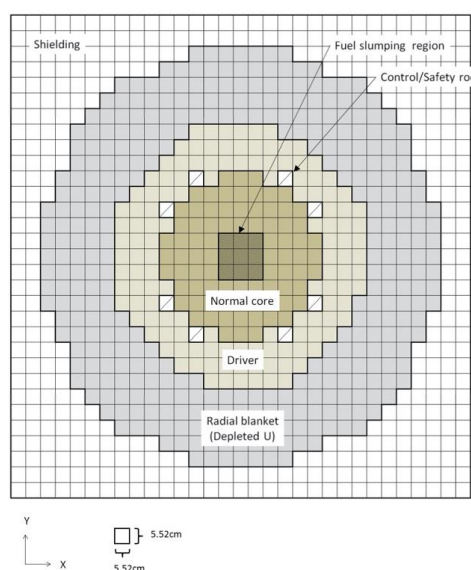 Shielding
Fuel slumping region
Control/Safety ro
Normal core
Driver
Radial blanket
(Depleted U)
Y
X
5.52cm
5.52cm